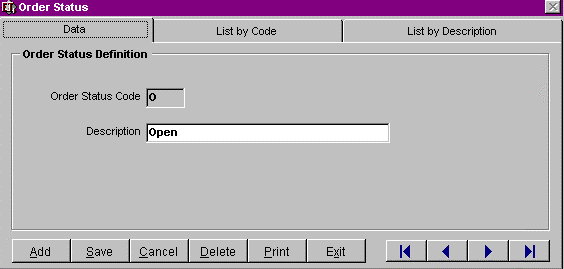 Order Status
Data List by Code List by Description
Order Status Definition
Order Status Code O
Description Open
Add Save Cancel Delete Print Exit